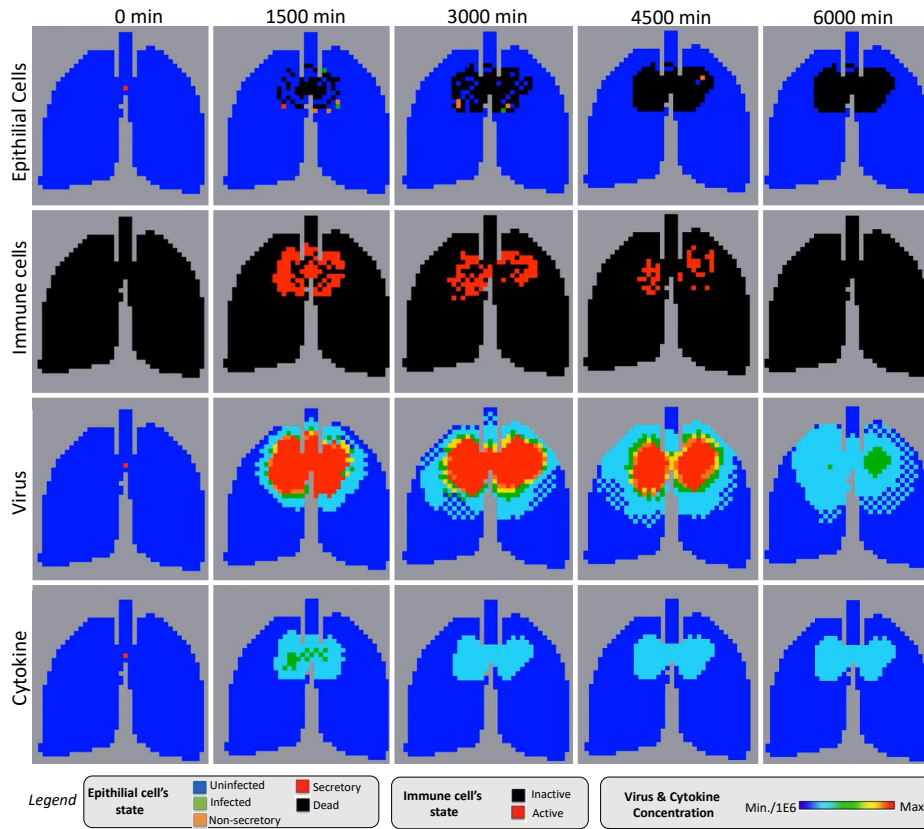 0 min 1500 min 3000 min 4500 min 6000 min
Epithilial Cells
Immune cells
Virus
Cytokine
Legend
Epithilial cell's
state
Uninfected
Infected
Non-secretory
Secretory
Dead
Immune cell's
state
Inactive
Active
Virus & Cytokine
Concentration
Min./1E6 Max